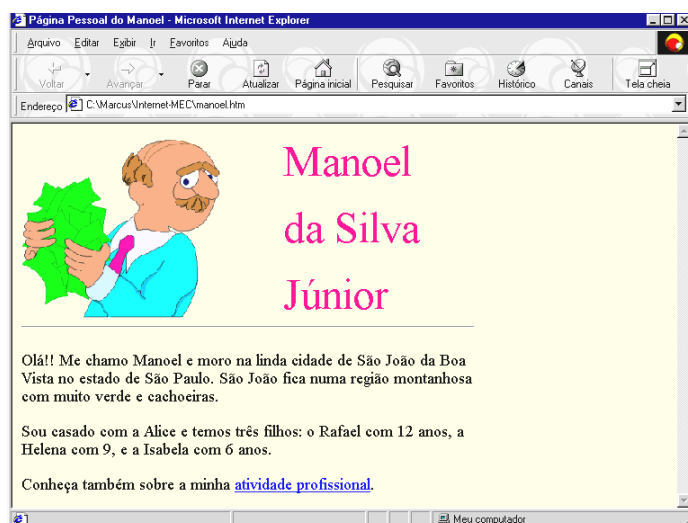 Página Pessoal do Manoel - Microsoft Internet Explorer
Arquivo Editar Exibir Ir Favoritos Ajuda
Voltar Avançar Parar Atualizar Página inicial Pesquisar Favoritos Histórico Canais Tela cheia
Endereço C:\Marcus\Internet-MEC\manoel.htm
Manoel
da Silva
Júnior
Olá!! Me chamo Manoel e moro na linda cidade de São João da Boa
Vista no estado de São Paulo. São João fica numa região montanhosa
com muito verde e cachoeiras.
Sou casado com a Alice e temos três filhos: o Rafael com 12 anos, a
Helena com 9, e a Isabela com 6 anos.
Conheça também sobre a minha atividade profissional.
Meu computador